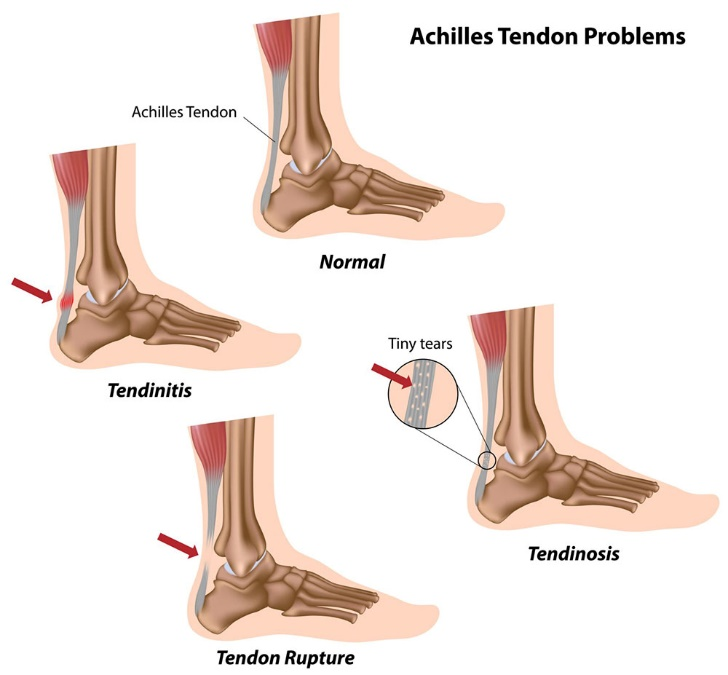 Achilles Tendon Problems
Achilles Tendon
Normal
Tendinitis
Tiny tears
Tendinosis
Tendon Rupture